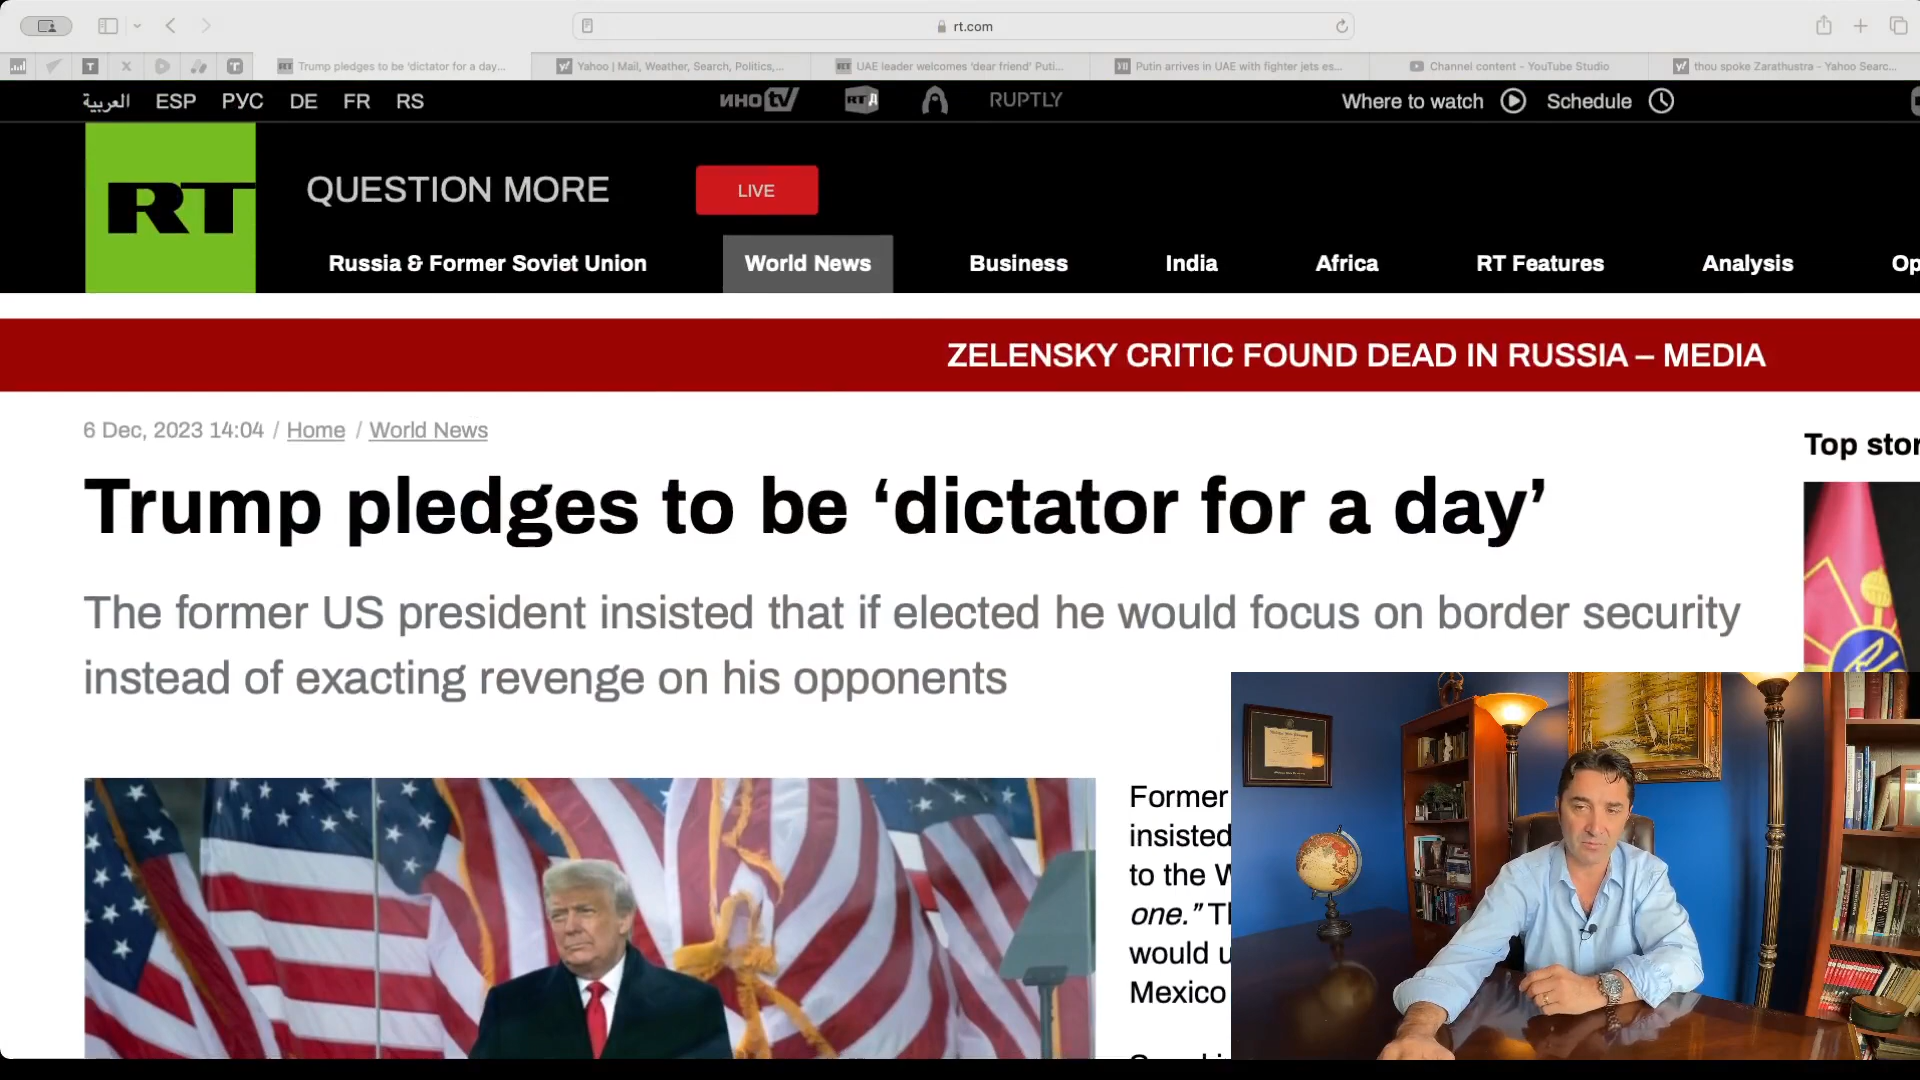 rt.com
Trump pledges to be 'dictator for a day...
Yahoo | Mail, Weather, Search, Politics,...
UAE leader welcomes 'dear friend' Puti...
Putin arrives in UAE with fighter jets es...
Channel content - YouTube Studio
thou spoke Zarathustra - Yahoo Searc...
العربية ESP РУС DE FR RS
ИНОTV
RTД
RUPTLY
Where to watch
Schedule
RT
QUESTION MORE
LIVE
Russia & Former Soviet Union
World News
Business
India
Africa
RT Features
Analysis
Op
ZELENSKY CRITIC FOUND DEAD IN RUSSIA – MEDIA
6 Dec, 2023 14:04 / Home / World News
Top stor
Trump pledges to be ‘dictator for a day’
The former US president insisted that if elected he would focus on border security
instead of exacting revenge on his opponents
Former
insisted
to the W
one.” Tl
would u
Mexico